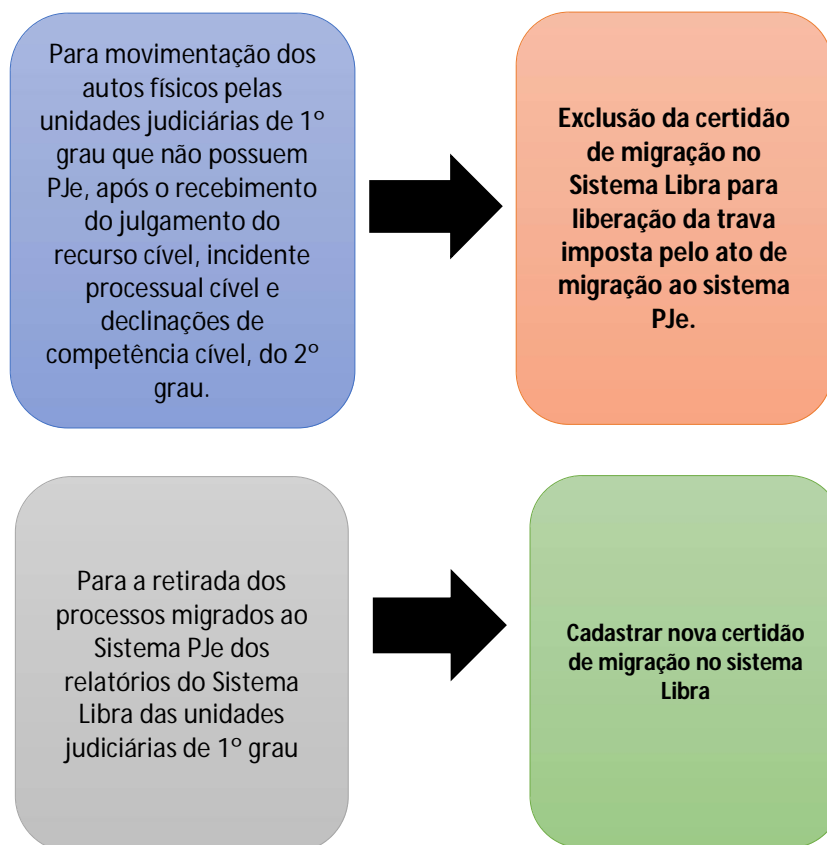 Para movimentação dos
autos físicos pelas
unidades judiciárias de 1º
grau que não possuem
PJe, após o recebimento
do julgamento do
recurso cível, incidente
processual cível e
declinações de
competência cível, do 2º
grau.
Exclusão da certidão
de migração no
Sistema Libra para
liberação da trava
imposta pelo ato de
migração ao sistema
PJe.
Para a retirada dos
processos migrados ao
Sistema PJe dos
relatórios do Sistema
Libra das unidades
judiciárias de 1º grau
Cadastrar nova certidão
de migração no sistema
Libra